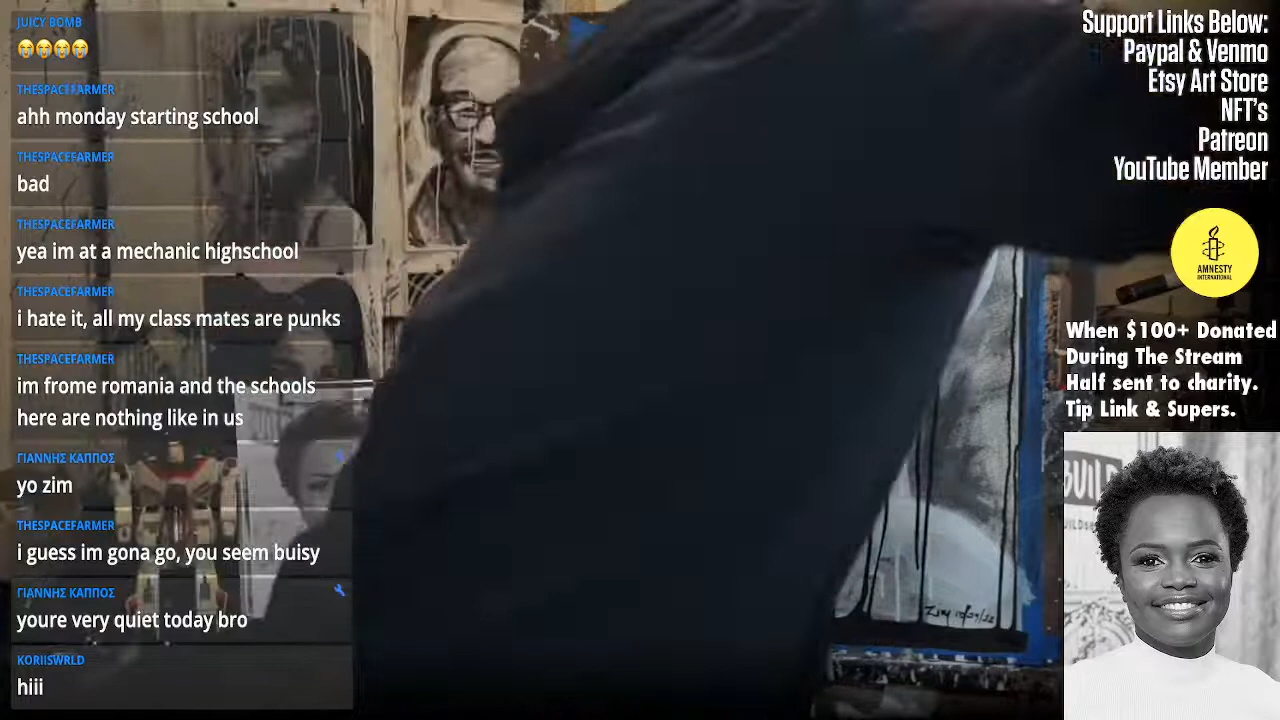 JUICY BOMB
😭😭😭😭
THESPACEFARMER
ahh monday starting school
THESPACEFARMER
bad
THESPACEFARMER
yea im at a mechanic highschool
THESPACEFARMER
i hate it, all my class mates are punks
THESPACEFARMER
im frome romania and the schools
here are nothing like in us
ΓΙΑΝΝΗΣ ΚΑΠΠΟΣ
yo zim
THESPACEFARMER
i guess im gona go, you seem buisy
ΓΙΑΝΝΗΣ ΚΑΠΠΟΣ
youre very quiet today bro
KORIISWRLD
hiii
Support Links Below:
Paypal & Venmo
Etsy Art Store
NFT's
Patreon
YouTube Member
AMNESTY
INTERNATIONAL
When $100+ Donated
During The Stream
Half sent to charity.
Tip Link & Supers.
BUILD